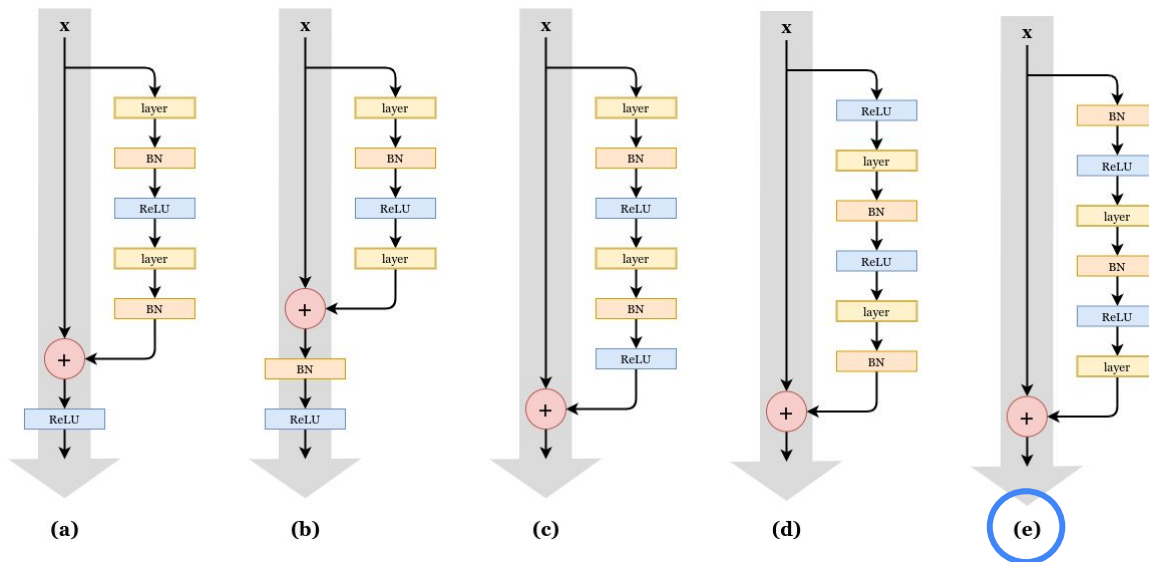 x
layer
BN
ReLU
layer
BN
+
ReLU
(a)
x
layer
BN
ReLU
layer
+
BN
ReLU
(b)
x
layer
BN
ReLU
layer
BN
ReLU
+
(c)
x
ReLU
layer
BN
ReLU
layer
BN
+
(d)
x
BN
ReLU
layer
BN
ReLU
layer
+
(e)